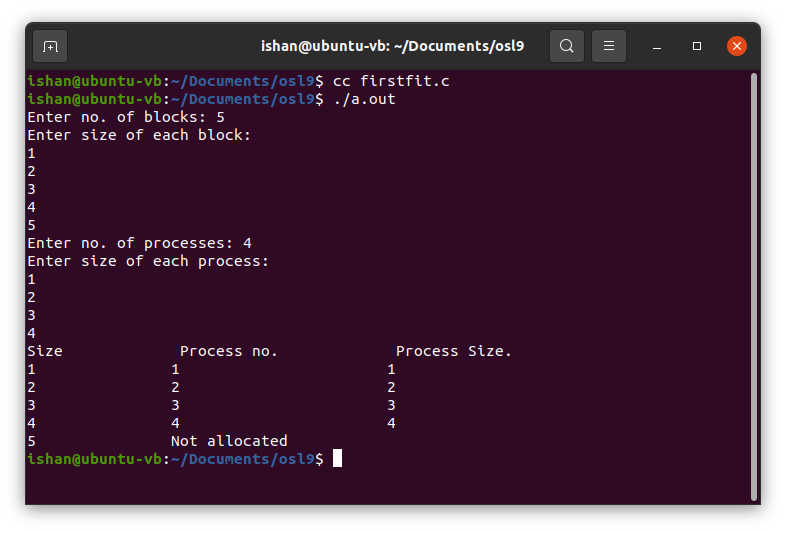 ishan@ubuntu-vb: ~/Documents/osl9
ishan@ubuntu-vb:~/Documents/osl9$ cc firstfit.c
ishan@ubuntu-vb:~/Documents/osl9$ ./a.out
Enter no. of blocks: 5
Enter size of each block:
1
2
3
4
5
Enter no. of processes: 4
Enter size of each process:
1
2
3
4
Size Process no. Process Size.
1 1 1
2 2 2
3 3 3
4 4 4
5 Not allocated
ishan@ubuntu-vb:~/Documents/osl9$